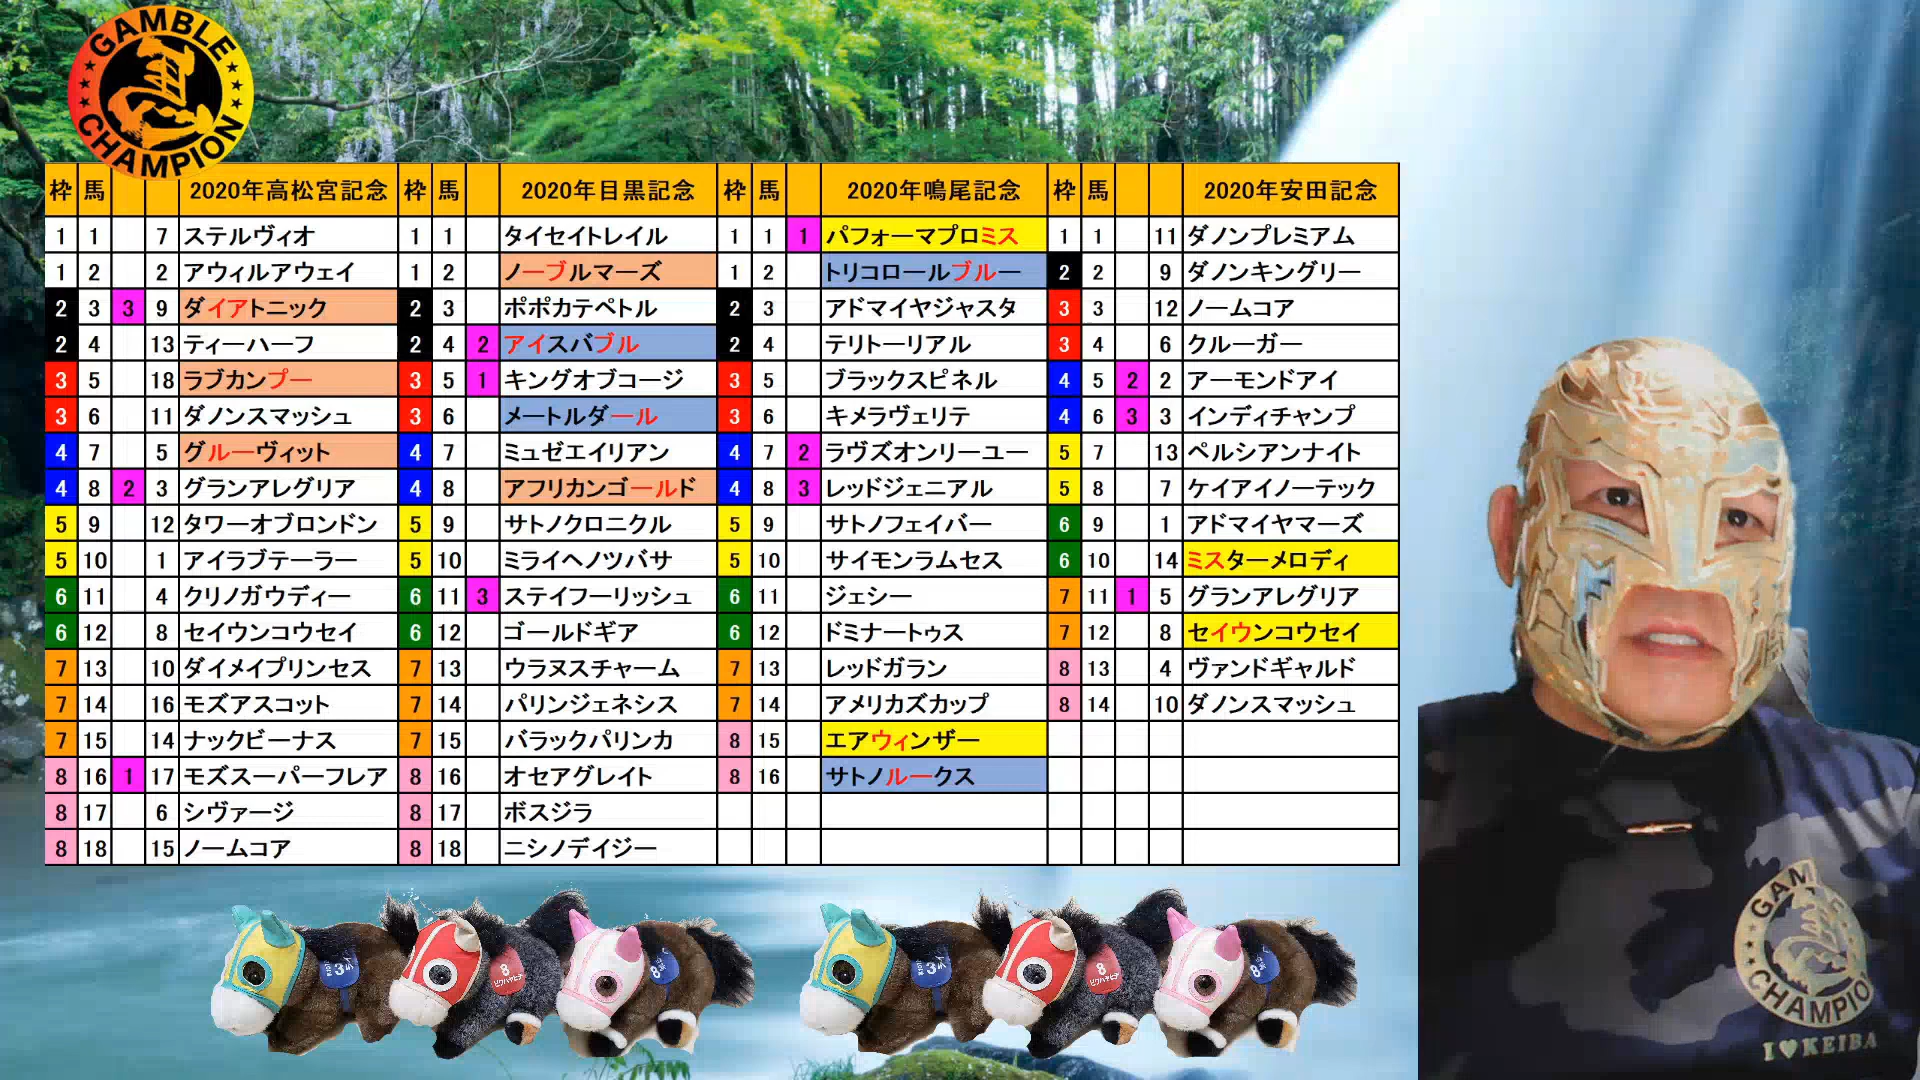 GAMBLE CHAMPION
枠 馬 2020年高松宮記念 枠 馬 2020年目黒記念 枠 馬 2020年鳴尾記念 枠 馬 2020年安田記念
1 1 7 ステルヴィオ 1 1 タイセイトレイル 1 1 1 パフォーマプロミス 1 1 11 ダノンプレミアム
1 2 2 アウィルアウェイ 1 2 ノーブルマーズ 1 2 トリコロールブルー 2 2 9 ダノンキングリー
2 3 3 9 ダイアトニック 2 3 ポポカテペトル 2 3 アドマイヤジャスタ 3 3 12 ノームコア
2 4 13 ティーハーフ 2 4 2 アイスバブル 2 4 テリトーリアル 3 4 6 クルーガー
3 5 18 ラブカンプー 3 5 1 キングオブコージ 3 5 ブラックスピネル 4 5 2 2 アーモンドアイ
3 6 11 ダノンスマッシュ 3 6 メートルダール 3 6 キメラヴェリテ 4 6 3 3 インディチャンプ
4 7 5 グルーヴィット 4 7 ミュゼエイリアン 4 7 2 ラヴズオンリーユー 5 7 13 ペルシアンナイト
4 8 2 3 グランアレグリア 4 8 アフリカンゴールド 4 8 3 レッドジェニアル 5 8 7 ケイアイノーテック
5 9 12 タワーオブロンドン 5 9 サトノクロニクル 5 9 サトノフェイバー 6 9 1 アドマイヤマーズ
5 10 1 アイラブテーラー 5 10 ミライヘノツバサ 5 10 サイモンラムセス 6 10 14 ミスターメロディ
6 11 4 クリノガウディー 6 11 3 ステイフーリッシュ 6 11 ジェシー 7 11 1 5 グランアレグリア
6 12 8 セイウンコウセイ 6 12 ゴールドギア 6 12 ドミナートゥス 7 12 8 セイウンコウセイ
7 13 10 ダイメイプリンセス 7 13 ウラヌスチャーム 7 13 レッドガラン 8 13 4 ヴァンドギャルド
7 14 16 モズアスコット 7 14 パリンジェネシス 7 14 アメリカズカップ 8 14 10 ダノンスマッシュ
7 15 14 ナックビーナス 7 15 バラックパリンカ 8 15 エアウィンザー
8 16 1 17 モズスーパーフレア 8 16 オセアグレイト 8 16 サトノルークス
8 17 6 シヴァージ 8 17 ボスジラ
8 18 15 ノームコア 8 18 ニシノデイジー
3 8 8 3 8 8
I♥KEIBA